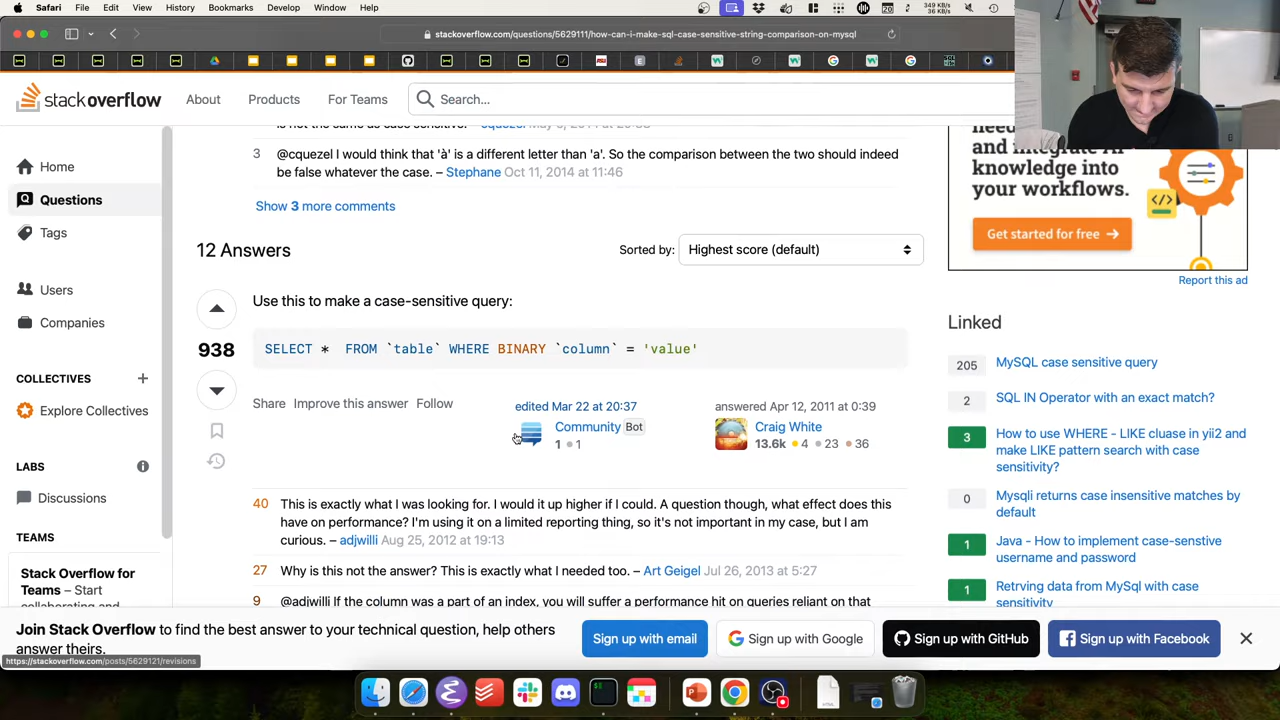 Safari File Edit View History Bookmarks Develop Window Help
20
349 KB/s
36 KB/s
stackoverflow.com/questions/5629111/how-can-i-make-sql-case-sensitive-string-comparison-on-mysql
stackoverflow
About
Products
For Teams
Search...
3
@cquezel I would think that 'à' is a different letter than 'a'. So the comparison between the two should indeed
be false whatever the case. – Stephane Oct 11, 2014 at 11:46
Show 3 more comments
12 Answers
Sorted by:
Highest score (default)
Use this to make a case-sensitive query:
938
SELECT *  FROM `table` WHERE BINARY `column` = 'value'
Share Improve this answer Follow
edited Mar 22 at 20:37
Community Bot
1 1
answered Apr 12, 2011 at 0:39
Craig White
13.6k 4 23 36
40
This is exactly what I was looking for. I would it up higher if I could. A question though, what effect does this
have on performance? I'm using it on a limited reporting thing, so it's not important in my case, but I am
curious. – adjwilli Aug 25, 2012 at 19:13
27
Why is this not the answer? This is exactly what I needed too. – Art Geigel Jul 26, 2013 at 5:27
9
@adjwilli If the column was a part of an index, you will suffer a performance hit on queries reliant on that
Home
Questions
Tags
Users
Companies
COLLECTIVES
Explore Collectives
LABS
Discussions
TEAMS
Stack Overflow for
Teams – Start
collaborating and
knowledge into
your workflows.
Get started for free →
Report this ad
Linked
205
MySQL case sensitive query
2
SQL IN Operator with an exact match?
3
How to use WHERE - LIKE cluase in yii2 and
make LIKE pattern search with case
sensitivity?
0
Mysqli returns case insensitive matches by
default
1
Java - How to implement case-senstive
username and password
1
Retrving data from MySql with case
sensitivity
Join Stack Overflow to find the best answer to your technical question, help others
answer theirs.
Sign up with email
Sign up with Google
Sign up with GitHub
Sign up with Facebook
https://stackoverflow.com/posts/5629121/revisions